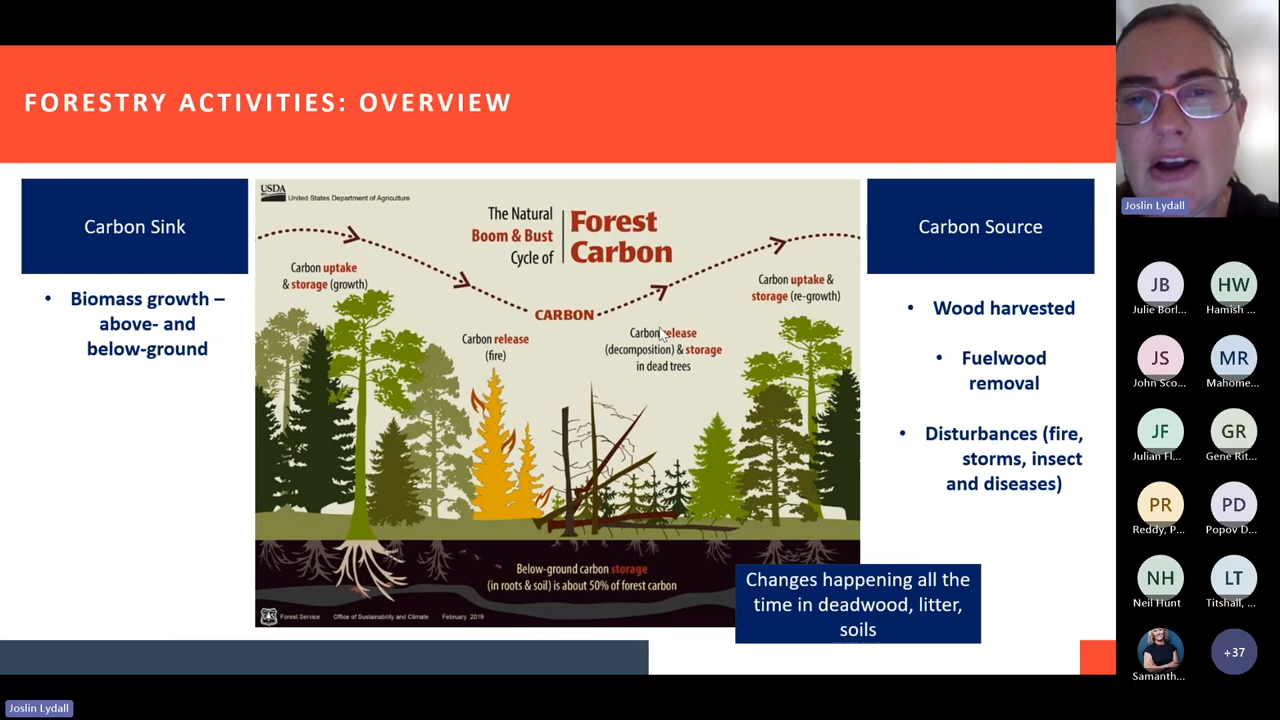 FORESTRY ACTIVITIES: OVERVIEW
Carbon Sink
• Biomass growth –
above- and
below-ground
USDA
United States Department of Agriculture
The Natural
Boom & Bust
Cycle of
Forest
Carbon
Carbon uptake
& storage (growth)
CARBON
Carbon release
(fire)
Carbon release
(decomposition) & storage
in dead trees
Carbon uptake &
storage (re-growth)
Below-ground carbon storage
(in roots & soil) is about 50% of forest carbon
Forest Service Office of Sustainability and Climate February 2019
Carbon Source
• Wood harvested
• Fuelwood
removal
• Disturbances (fire,
storms, insect
and diseases)
Changes happening all the
time in deadwood, litter,
soils
Joslin Lydall
JB
Julie Borl...
HW
Hamish ...
JS
John Sco...
MR
Mahome...
JF
Julian Fl...
GR
Gene Rit...
PR
Reddy, P...
PD
Popov D...
NH
Neil Hunt
LT
Titshall, ...
Samanth...
+37
Joslin Lydall